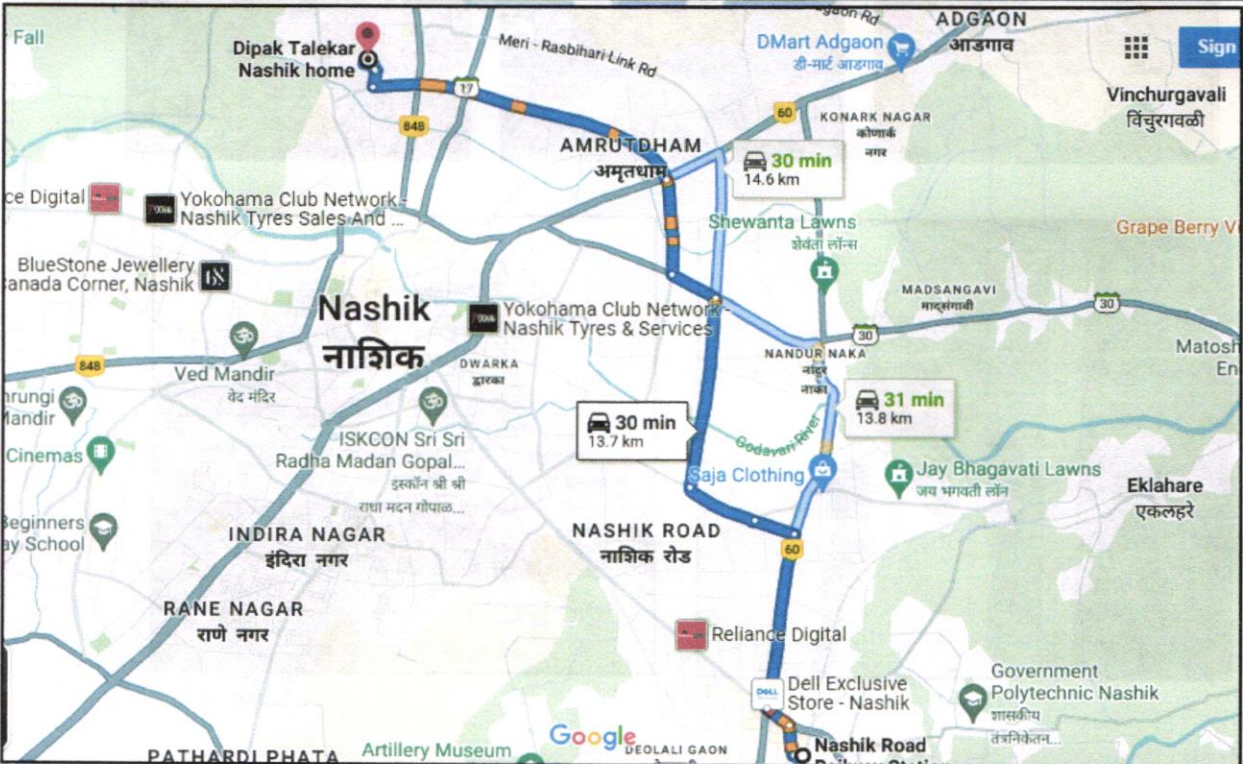 Fall
Dipak Talekar
Nashik home
Meri - Rasbihari Link Rd
gaon Rd
DMart Adgaon
डी-मार्ट आडगाव
ADGAON
आडगाव
Sign
Vinchurgavali
विंचुरगवळी
17
848
60
KONARK NAGAR
कोणार्क
नगर
AMRUTDHAM
अमृतधाम
30 min
14.6 km
ce Digital
Yokohama Club Network -
Nashik Tyres Sales And ...
Shewanta Lawns
शेवंता लॉन्स
Grape Berry V
BlueStone Jewellery
anada Corner, Nashik
Nashik
नाशिक
Yokohama Club Network -
Nashik Tyres & Services
MADSANGAVI
माद्संगावी
30
30
NANDUR NAKA
नांदुर
नाका
Matosh
En
848
Ved Mandir
वेद मंदिर
DWARKA
द्वारका
hrungi
Mandir
ISKCON Sri Sri
Radha Madan Gopal...
इस्कॉन श्री श्री
राधा मदन गोपाळ...
30 min
13.7 km
31 min
13.8 km
Godavari River
Cinemas
Saja Clothing
Jay Bhagavati Lawns
जय भगवती लॉन
Eklahare
एकलहरे
Beginners
ay School
INDIRA NAGAR
इंदिरा नगर
NASHIK ROAD
नाशिक रोड
60
RANE NAGAR
राणे नगर
Reliance Digital
DELL
Dell Exclusive
Store - Nashik
Government
Polytechnic Nashik
शासकीय
तंत्रनिकेतन...
PATHARDI PHATA
Artillery Museum
Google
DEOLALI GAON
Nashik Road